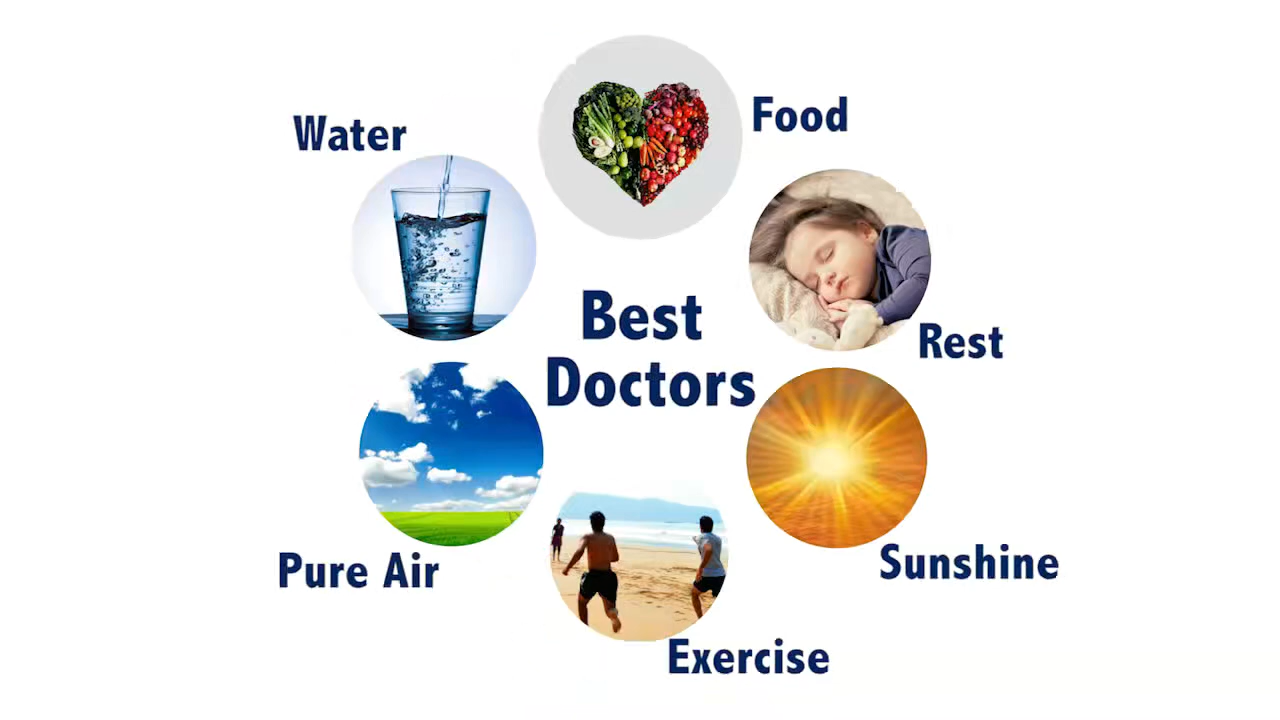 Food
Water
Rest
Best
Doctors
Sunshine
Pure Air
Exercise